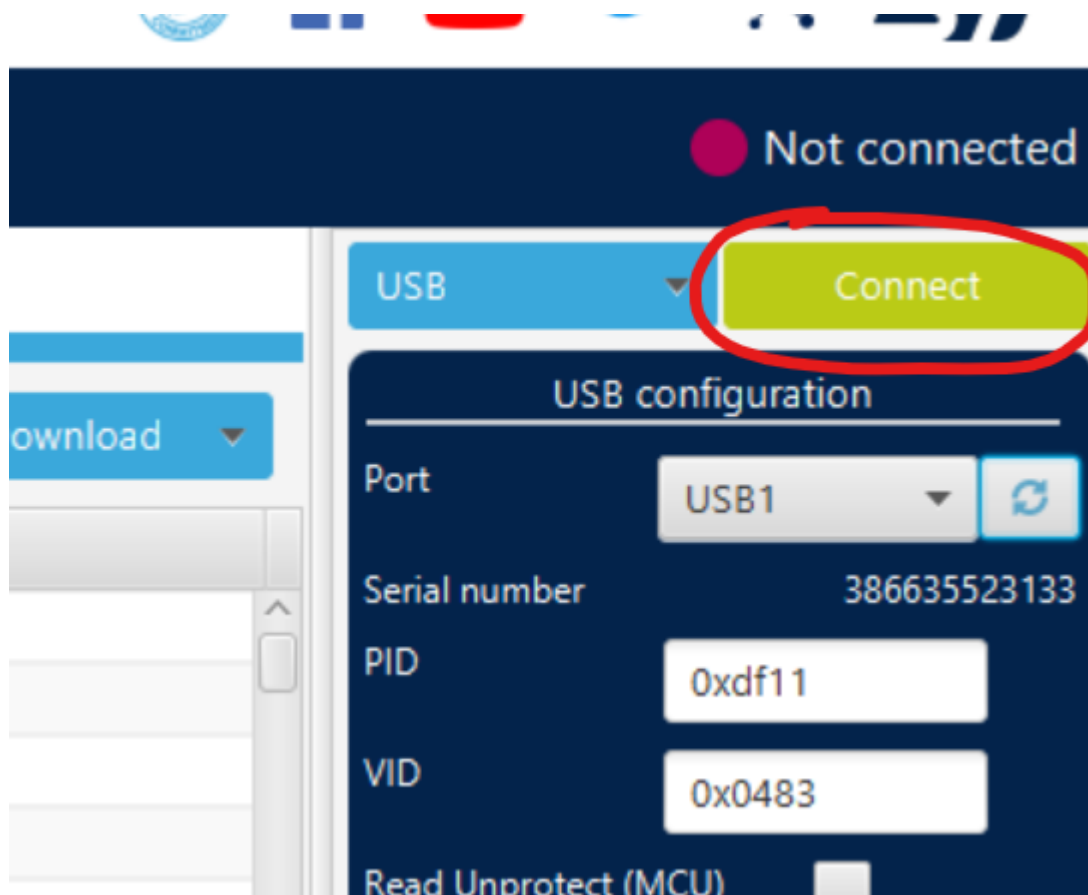 Not connected
USB
Connect
USB configuration
ownload
Port
USB1
Serial number
386635523133
PID
0xdf11
VID
0x0483
Read Unprotect (MCU)